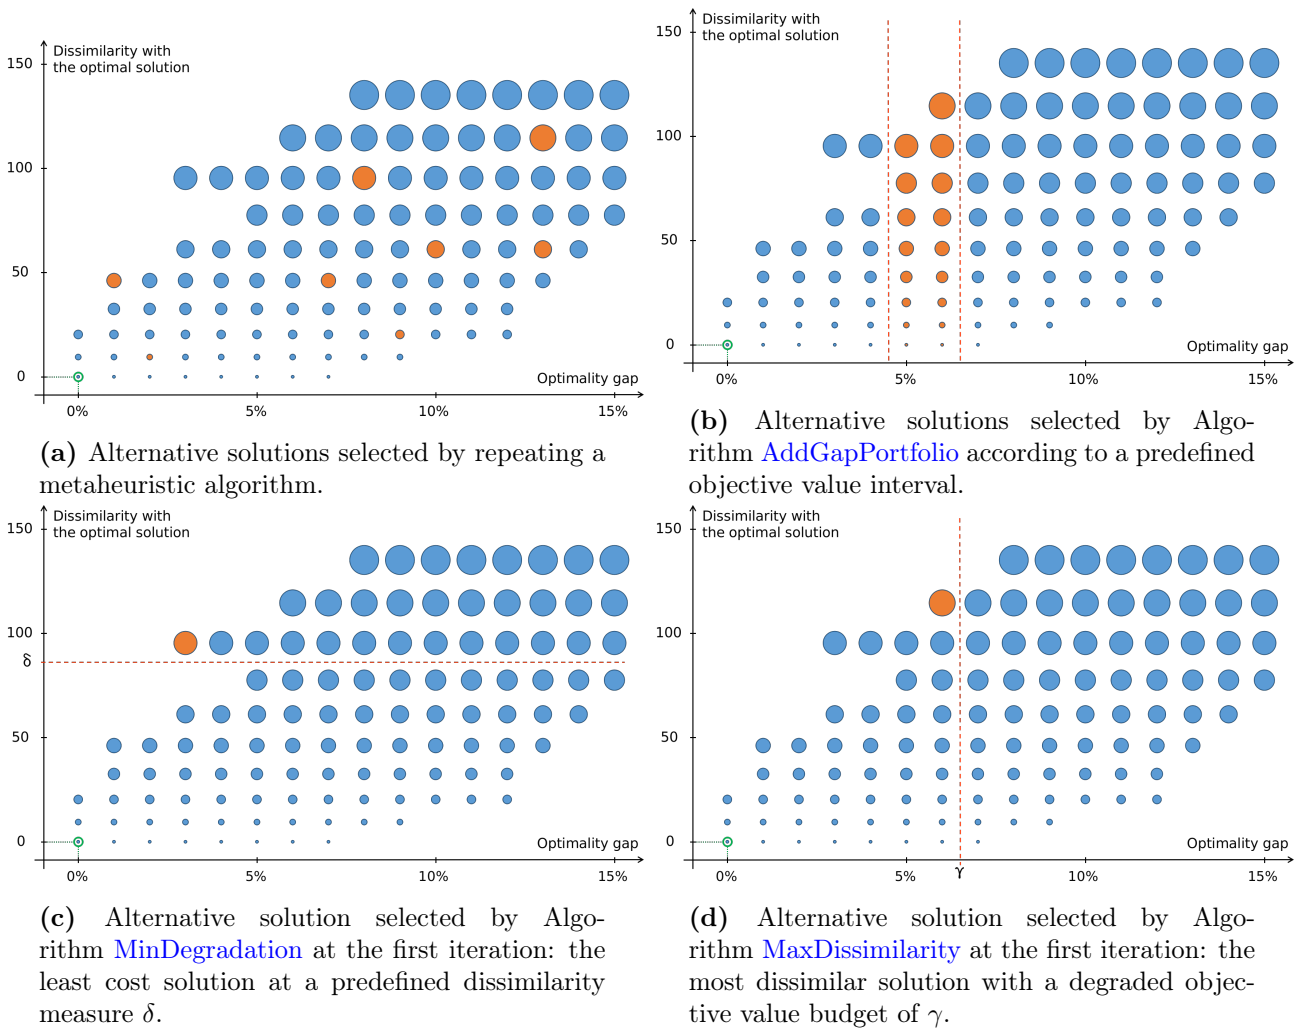 Dissimilarity with
the optimal solution
150
100
50
0
Optimality gap
0%
5%
10%
15%
(a) Alternative solutions selected by repeating a
metaheuristic algorithm.
Dissimilarity with
the optimal solution
150
100
50
0
Optimality gap
0%
5%
10%
15%
(b) Alternative solutions selected by Algo-
rithm AddGapPortfolio according to a predefined
objective value interval.
Dissimilarity with
the optimal solution
150
100
δ
50
0
Optimality gap
0%
5%
10%
15%
(c) Alternative solution selected by Algo-
rithm MinDegradation at the first iteration: the
least cost solution at a predefined dissimilarity
measure δ.
Dissimilarity with
the optimal solution
150
100
50
0
Optimality gap
0%
5%
γ
10%
15%
(d) Alternative solution selected by Algo-
rithm MaxDissimilarity at the first iteration: the
most dissimilar solution with a degraded objec-
tive value budget of γ.